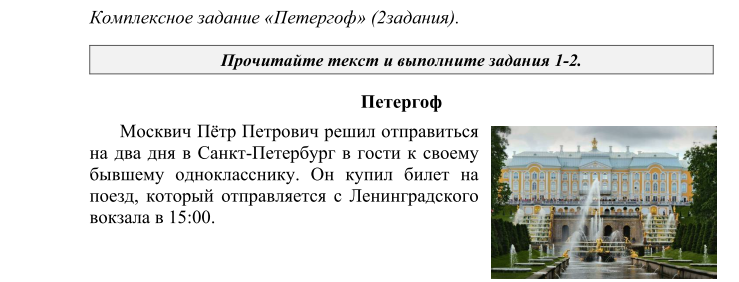 Комплексное задание «Петергоф» (2задания).
Прочитайте текст и выполните задания 1-2.
Петергоф
Москвич Пётр Петрович решил отправиться
на два дня в Санкт-Петербург в гости к своему
бывшему однокласснику. Он купил билет на
поезд, который отправляется с Ленинградского
вокзала в 15:00.